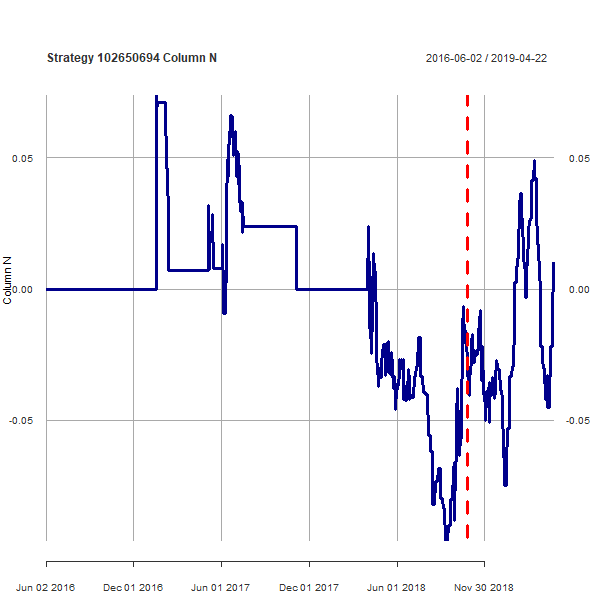 Strategy 102650694 Column N
2016-06-02 / 2019-04-22
0.05
0.05
0.00
0.00
-0.05
-0.05
Column N
Jun 02 2016
Dec 01 2016
Jun 01 2017
Dec 01 2017
Jun 01 2018
Nov 30 2018